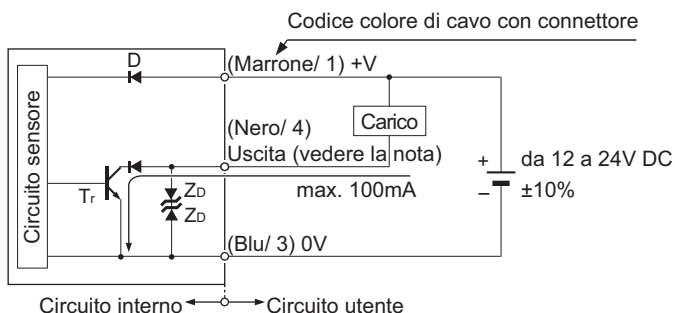 Codice colore di cavo con connettore
D
(Marrone/ 1) +V
Circuito sensore
Carico
(Nero/ 4)
Uscita (vedere la nota)
+
da 12 a 24V DC
Tr
ZD
max. 100mA
−
±10%
ZD
(Blu/ 3) 0V
Circuito interno
Circuito utente